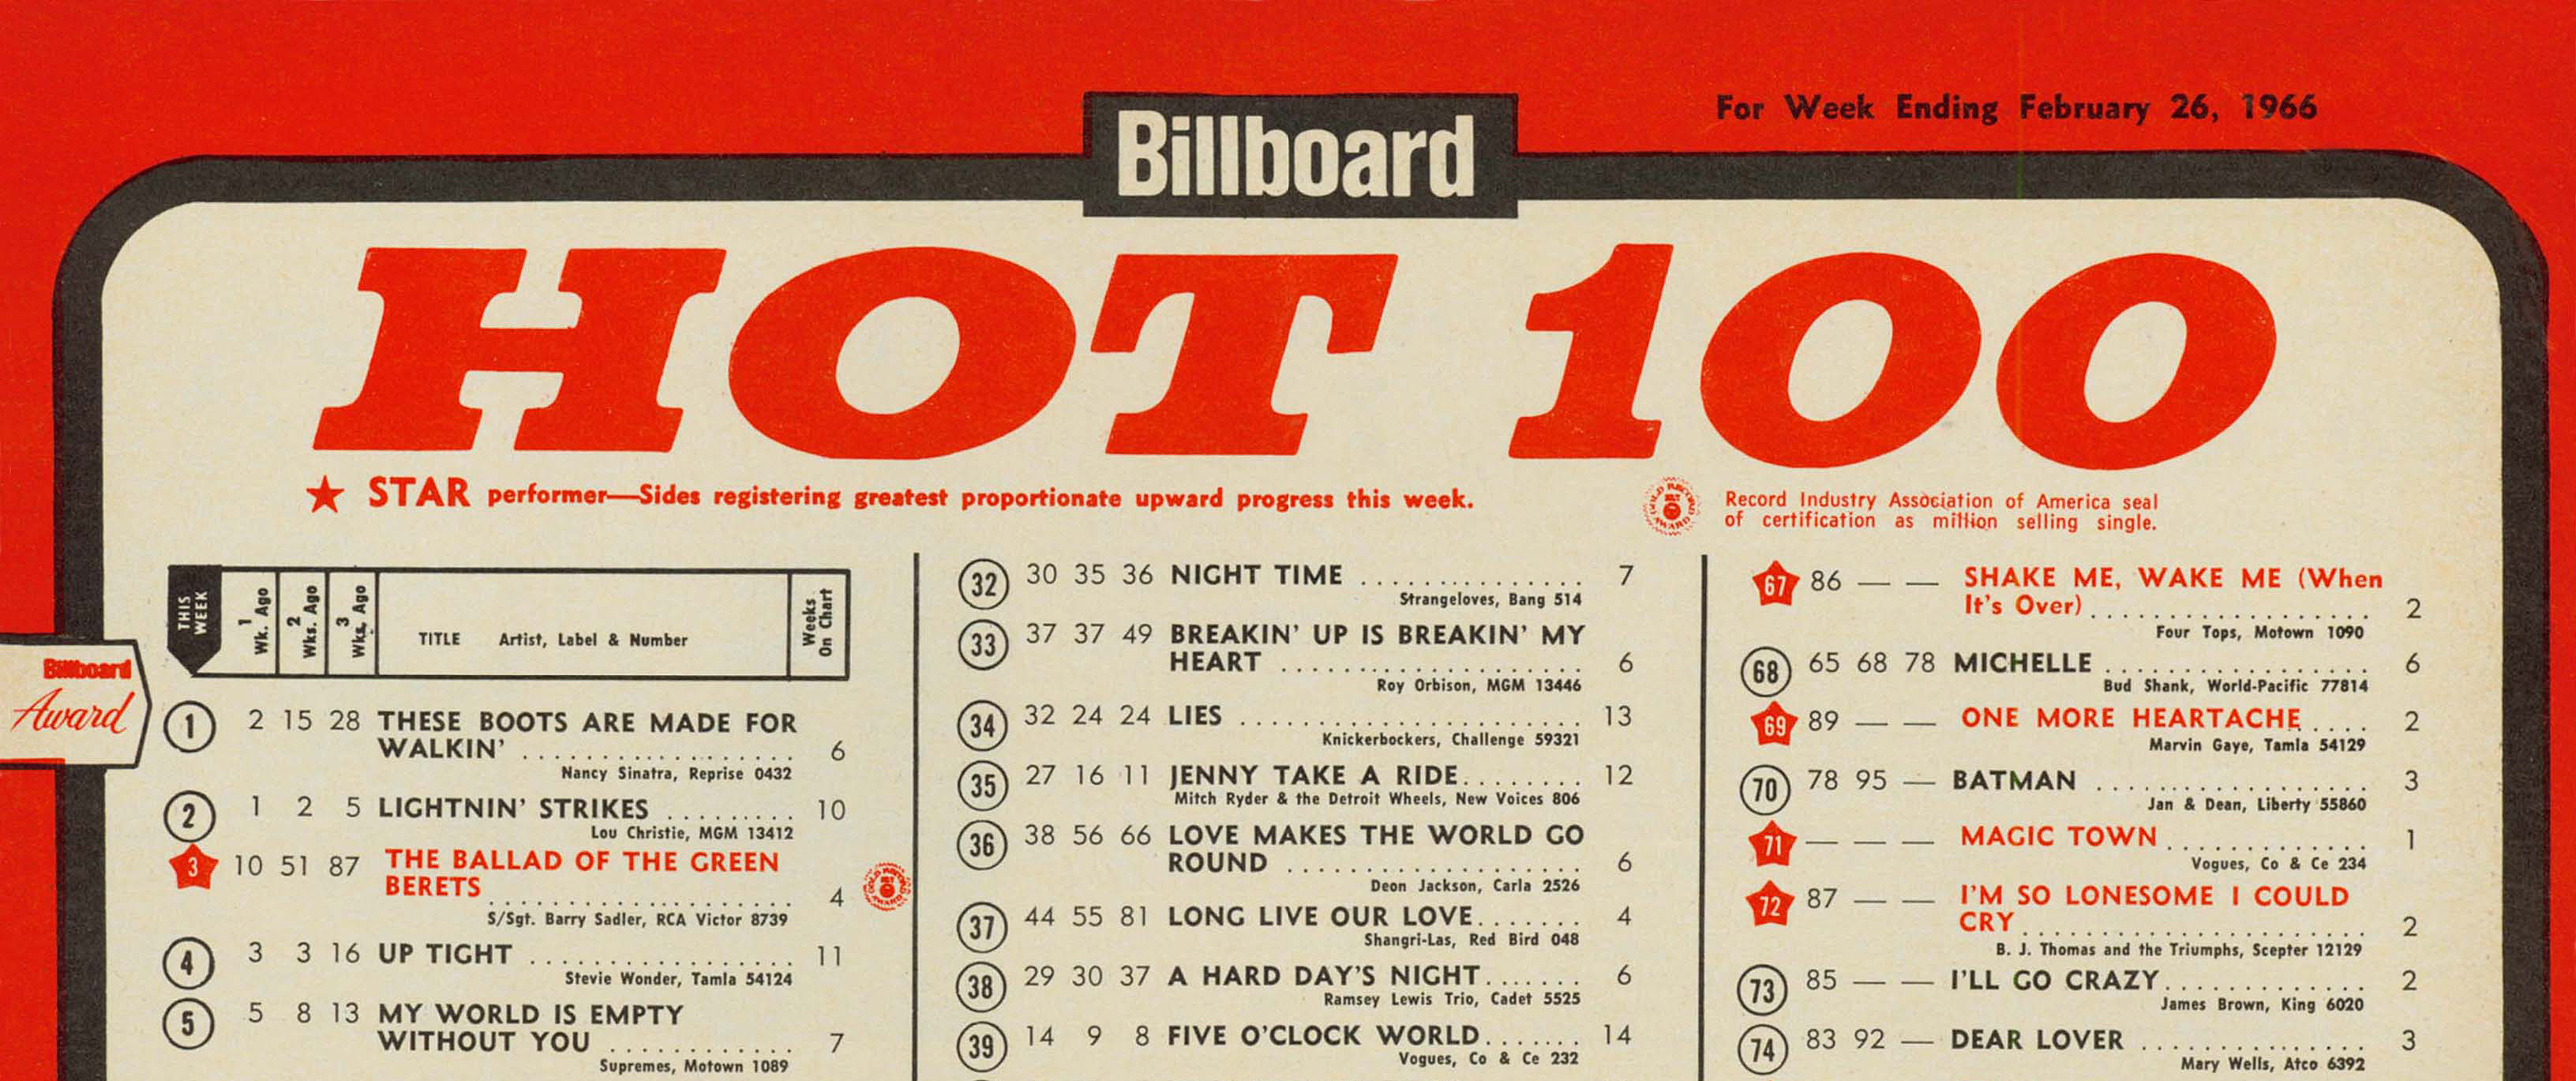 For Week Ending February 26, 1966
Billboard
HOT 100
★ STAR performer—Sides registering greatest proportionate upward progress this week.
Record Industry Association of America seal
of certification as million selling single.
Billboard
Award
THIS WEEK
1 Wk. Ago
2 Wks. Ago
3 Wks. Ago
TITLE Artist, Label & Number
Weeks On Chart
1 2 15 28 THESE BOOTS ARE MADE FOR
WALKIN' .................. 6
Nancy Sinatra, Reprise 0432
2 1 2 5 LIGHTNIN' STRIKES ......... 10
Lou Christie, MGM 13412
3 10 51 87 THE BALLAD OF THE GREEN
BERETS .................... 4
S/Sgt. Barry Sadler, RCA Victor 8739
4 3 3 16 UP TIGHT .................. 11
Stevie Wonder, Tamla 54124
5 5 8 13 MY WORLD IS EMPTY
WITHOUT YOU ............. 7
Supremes, Motown 1089
32 30 35 36 NIGHT TIME ............... 7
Strangeloves, Bang 514
33 37 37 49 BREAKIN' UP IS BREAKIN' MY
HEART .................... 6
Roy Orbison, MGM 13446
34 32 24 24 LIES ....................... 13
Knickerbockers, Challenge 59321
35 27 16 11 JENNY TAKE A RIDE........ 12
Mitch Ryder & the Detroit Wheels, New Voices 806
36 38 56 66 LOVE MAKES THE WORLD GO
ROUND .................... 6
Deon Jackson, Carla 2526
37 44 55 81 LONG LIVE OUR LOVE....... 4
Shangri-Las, Red Bird 048
38 29 30 37 A HARD DAY'S NIGHT....... 6
Ramsey Lewis Trio, Cadet 5525
39 14 9 8 FIVE O'CLOCK WORLD....... 14
Vogues, Co & Ce 232
67 86 — — SHAKE ME, WAKE ME (When
It's Over) ................... 2
Four Tops, Motown 1090
68 65 68 78 MICHELLE .................. 6
Bud Shank, World-Pacific 77814
69 89 — — ONE MORE HEARTACHE .... 2
Marvin Gaye, Tamla 54129
70 78 95 — BATMAN .................. 3
Jan & Dean, Liberty 55860
71 — — — MAGIC TOWN .............. 1
Vogues, Co & Ce 234
72 87 — — I'M SO LONESOME I COULD
CRY....................... 2
B. J. Thomas and the Triumphs, Scepter 12129
73 85 — — I'LL GO CRAZY.............. 2
James Brown, King 6020
74 83 92 — DEAR LOVER ............... 3
Mary Wells, Atco 6392